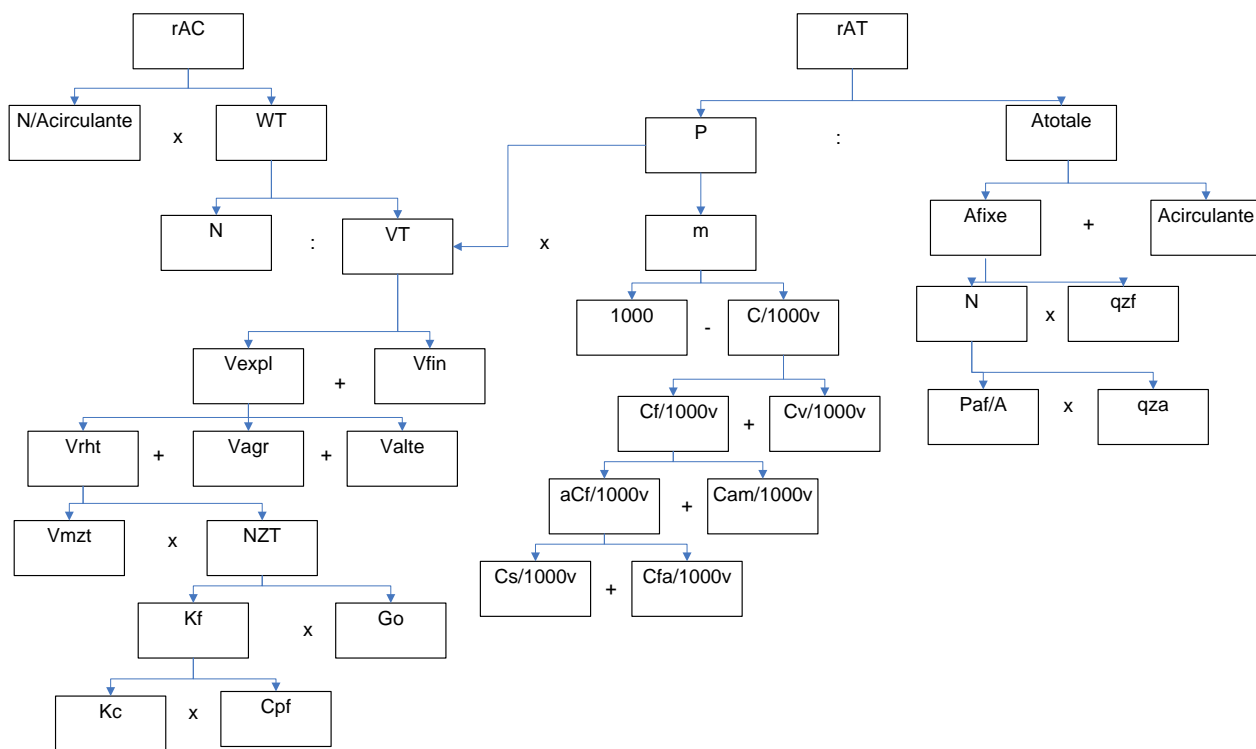 rAC
rAT
N/Acirculante
x
WT
P
:
Atotale
N
:
VT
x
m
Afixe
+
Acirculante
1000
-
C/1000v
N
x
qzf
Vexpl
+
Vfin
Cf/1000v
+
Cv/1000v
Paf/A
x
qza
Vrht
+
Vagr
+
Valte
aCf/1000v
+
Cam/1000v
Vmzt
x
NZT
Cs/1000v
+
Cfa/1000v
Kf
x
Go
Kc
x
Cpf